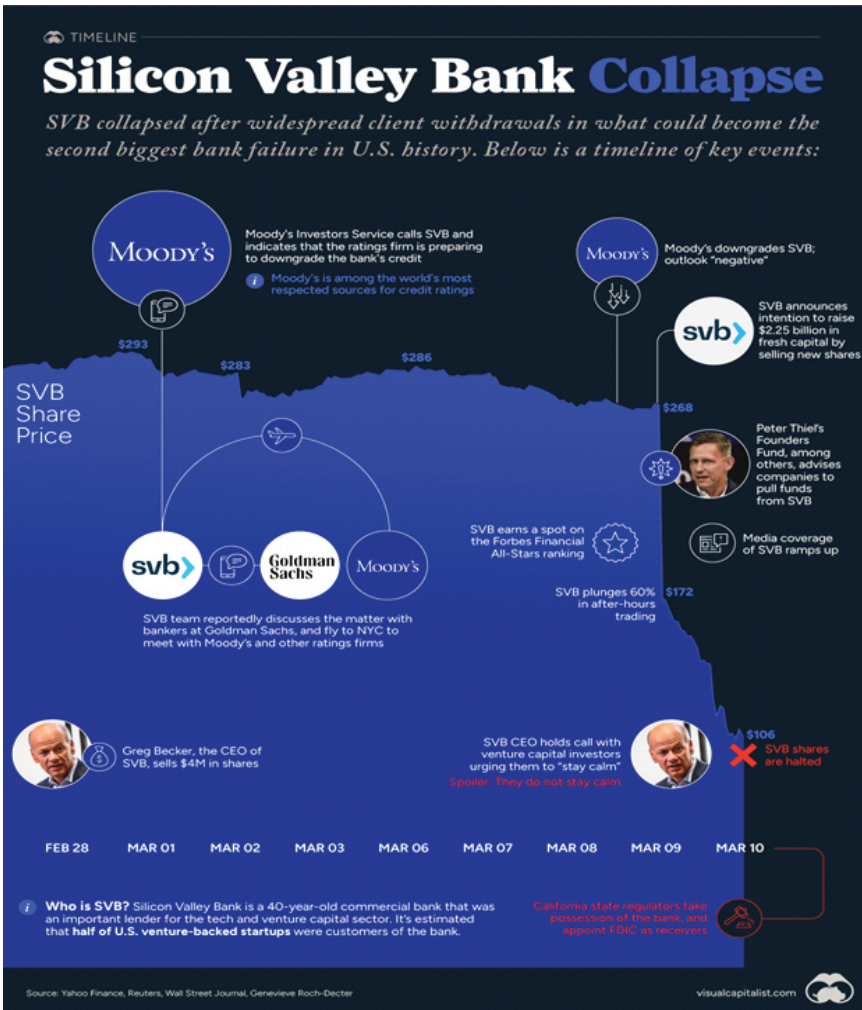 TIMELINE
Silicon Valley Bank Collapse
SVB collapsed after widespread client withdrawals in what could become the
second biggest bank failure in U.S. history. Below is a timeline of key events:
MOODY'S
Moody's Investors Service calls SVB and
indicates that the ratings firm is preparing
to downgrade the bank's credit
i Moody's is among the world's most
respected sources for credit ratings
MOODY'S
Moody's downgrades SVB;
outlook "negative"
svb>
SVB announces
intention to raise
$2.25 billion in
fresh capital by
selling new shares
$293
$283
$286
$268
SVB
Share
Price
Peter Thiel's
Founders
Fund, among
others, advises
companies to
pull funds
from SVB
svb>
Goldman
Sachs
MOODY'S
SVB team reportedly discusses the matter with
bankers at Goldman Sachs, and fly to NYC to
meet with Moody's and other ratings firms
SVB earns a spot on
the Forbes Financial
All-Stars ranking
Media coverage
of SVB ramps up
SVB plunges 60%
in after-hours
trading
$172
$
Greg Becker, the CEO of
SVB, sells $4M in shares
SVB CEO holds call with
venture capital investors
urging them to "stay calm"
Spoiler: They do not stay calm
$106
SVB shares
are halted
FEB 28 MAR 01 MAR 02 MAR 03 MAR 06 MAR 07 MAR 08 MAR 09 MAR 10
i Who is SVB? Silicon Valley Bank is a 40-year-old commercial bank that was
an important lender for the tech and venture capital sector. It's estimated
that half of U.S. venture-backed startups were customers of the bank.
California state regulators take
possession of the bank, and
appoint FDIC as receivers
Source: Yahoo Finance, Reuters, Wall Street Journal, Genevieve Roch-Decter
visualcapitalist.com